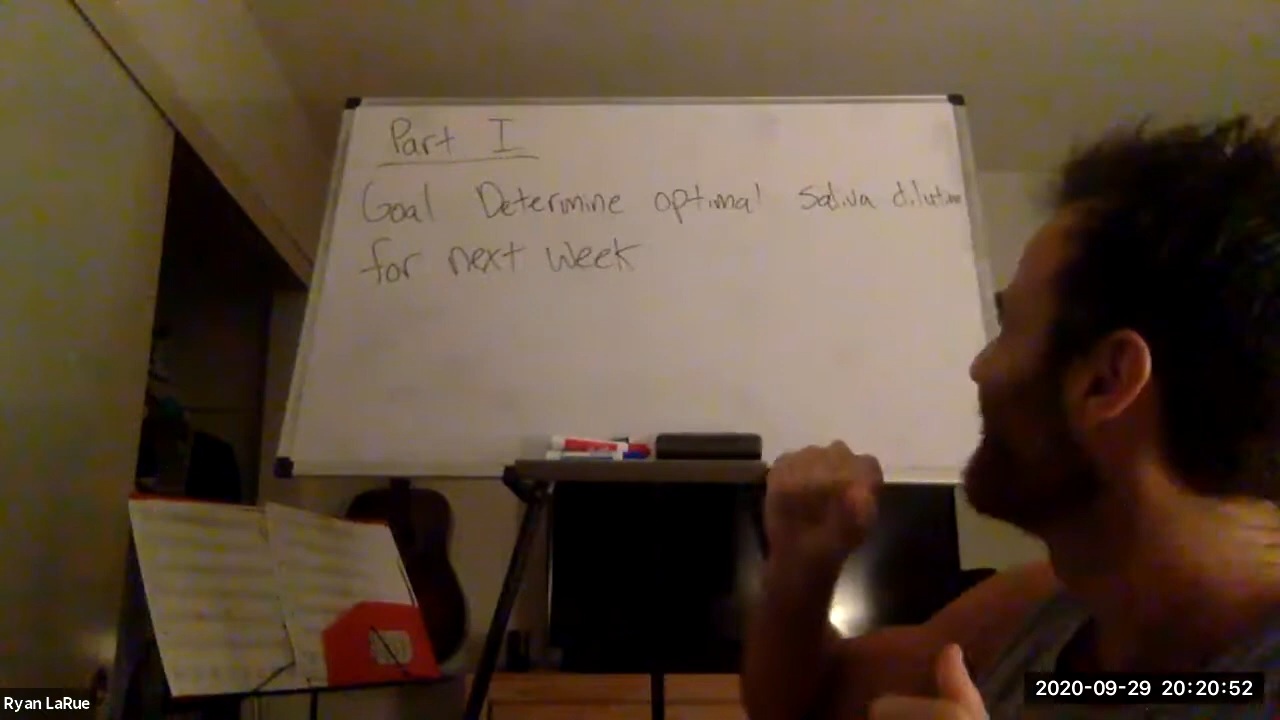 Part I
Goal Determine optimal Saliva dilution
for next week
Ryan LaRue
2020-09-29 20:20:52